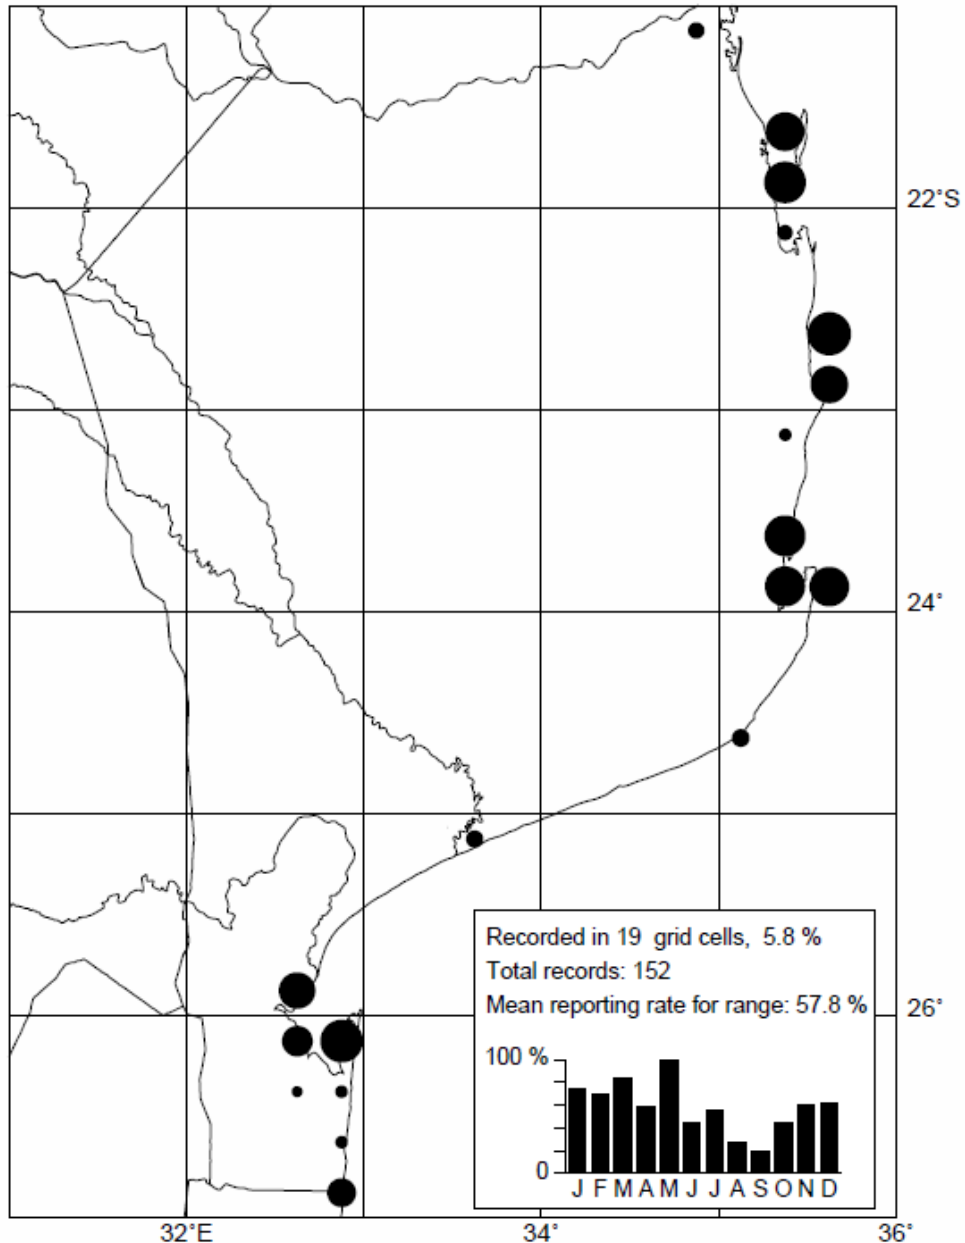 22°S
24°
Recorded in 19 grid cells, 5.8 %
Total records: 152
Mean reporting rate for range: 57.8 %
26°
100 %
0
J F M A M J J A S O N D
32°E 34° 36°